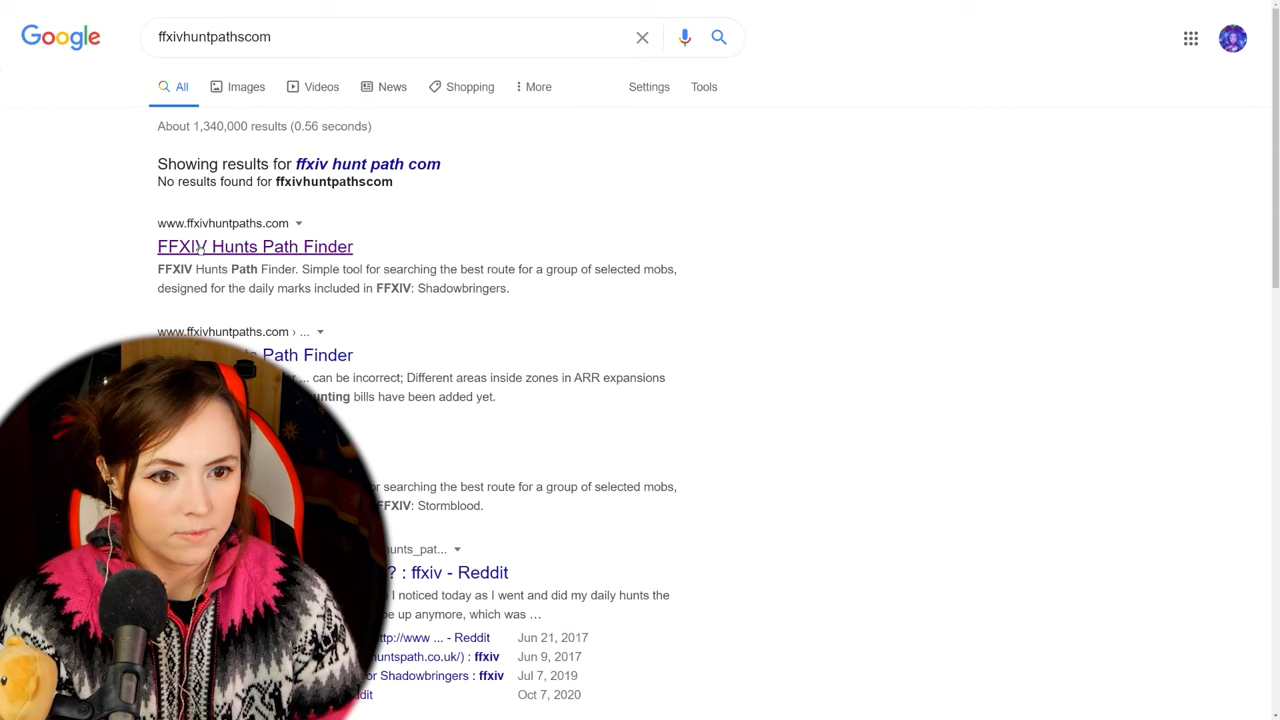 Google
ffxivhuntpathscom
All Images Videos News Shopping More Settings Tools
About 1,340,000 results (0.56 seconds)
Showing results for ffxiv hunt path com
No results found for ffxivhuntpathscom
www.ffxivhuntpaths.com
FFXIV Hunts Path Finder
FFXIV Hunts Path Finder. Simple tool for searching the best route for a group of selected mobs,
designed for the daily marks included in FFXIV: Shadowbringers.
www.ffxivhuntpaths.com › ...
Path Finder
... can be incorrect; Different areas inside zones in ARR expansions
bills have been added yet.
searching the best route for a group of selected mobs,
FFXIV: Stormblood.
unts_pat...
? : ffxiv - Reddit
I noticed today as I went and did my daily hunts the
be up anymore, which was ...
ttp://www ... - Reddit Jun 21, 2017
untspath.co.uk/) : ffxiv Jun 9, 2017
or Shadowbringers : ffxiv Jul 7, 2019
Oct 7, 2020